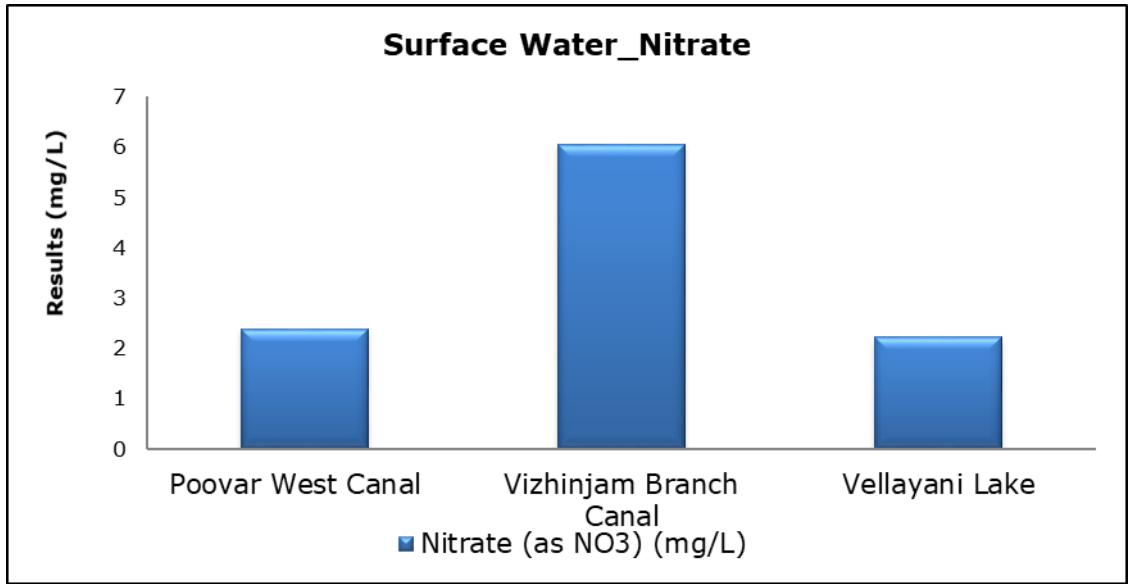 Surface Water_Nitrate
Results (mg/L)
7
6
5
4
3
2
1
0
Poovar West Canal
Vizhinjam Branch
Canal
Vellayani Lake
Nitrate (as NO3) (mg/L)